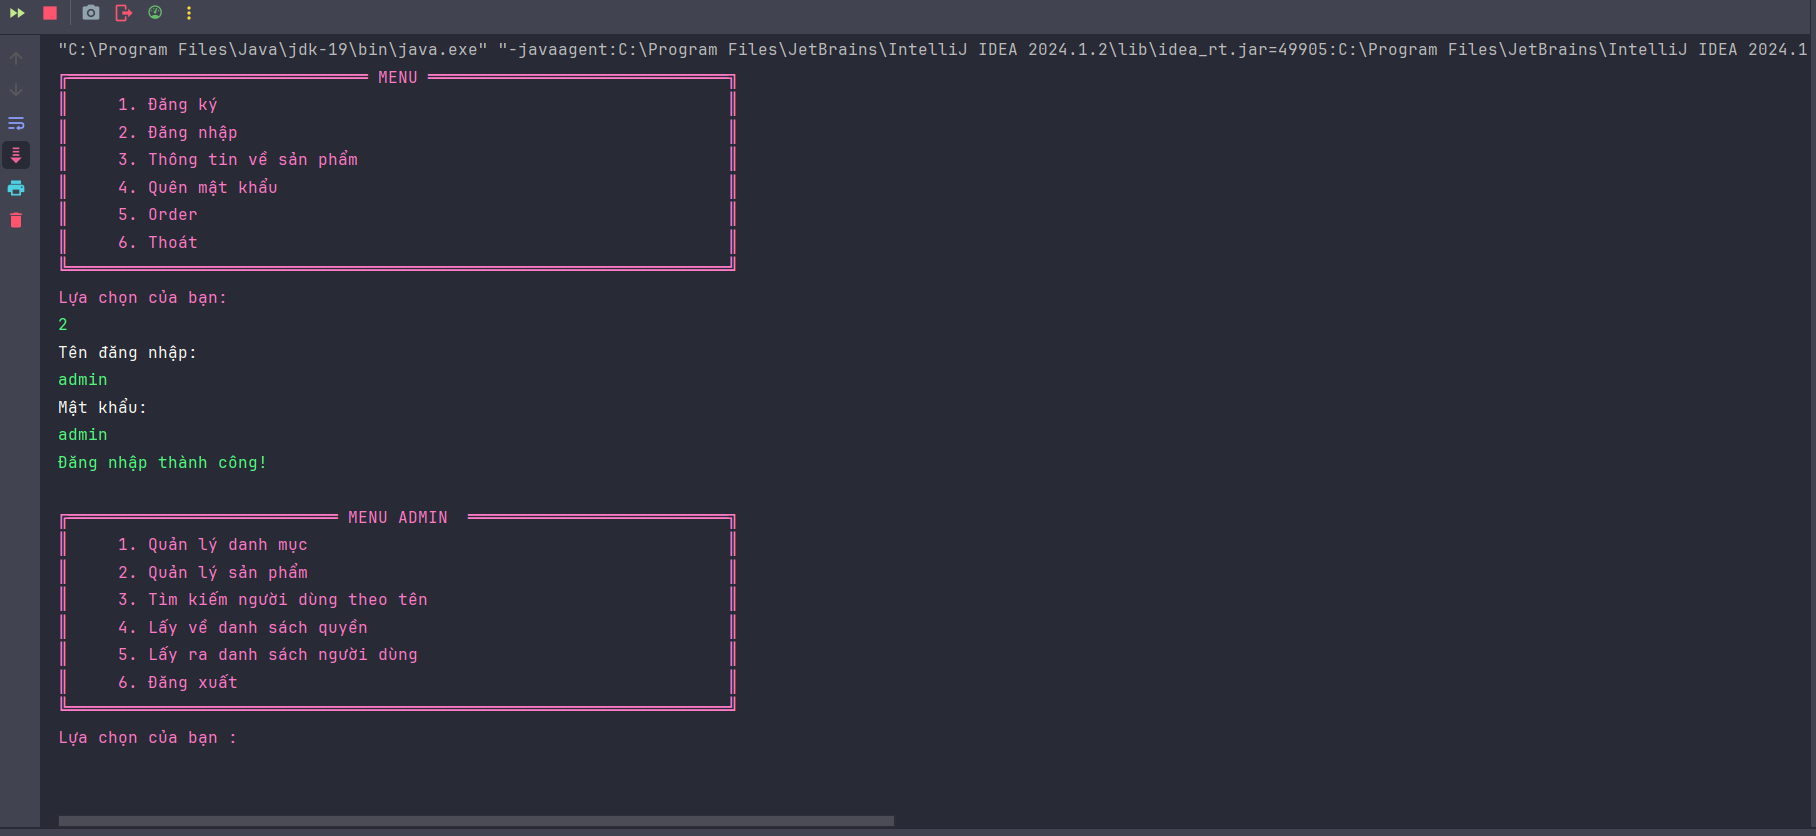 "C:\Program Files\Java\jdk-19\bin\java.exe" "-javaagent:C:\Program Files\JetBrains\IntelliJ IDEA 2024.1.2\lib\idea_rt.jar=49905:C:\Program Files\JetBrains\IntelliJ IDEA 2024.1
MENU
1. Đăng ký
2. Đăng nhập
3. Thông tin về sản phẩm
4. Quên mật khẩu
5. Order
6. Thoát
Lựa chọn của bạn:
2
Tên đăng nhập:
admin
Mật khẩu:
admin
Đăng nhập thành công!
MENU ADMIN
1. Quản lý danh mục
2. Quản lý sản phẩm
3. Tìm kiếm người dùng theo tên
4. Lấy về danh sách quyền
5. Lấy ra danh sách người dùng
6. Đăng xuất
Lựa chọn của bạn :